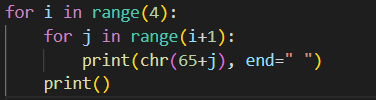 for i in range(4):
    for j in range(i+1):
        print(chr(65+j), end=" ")
    print()